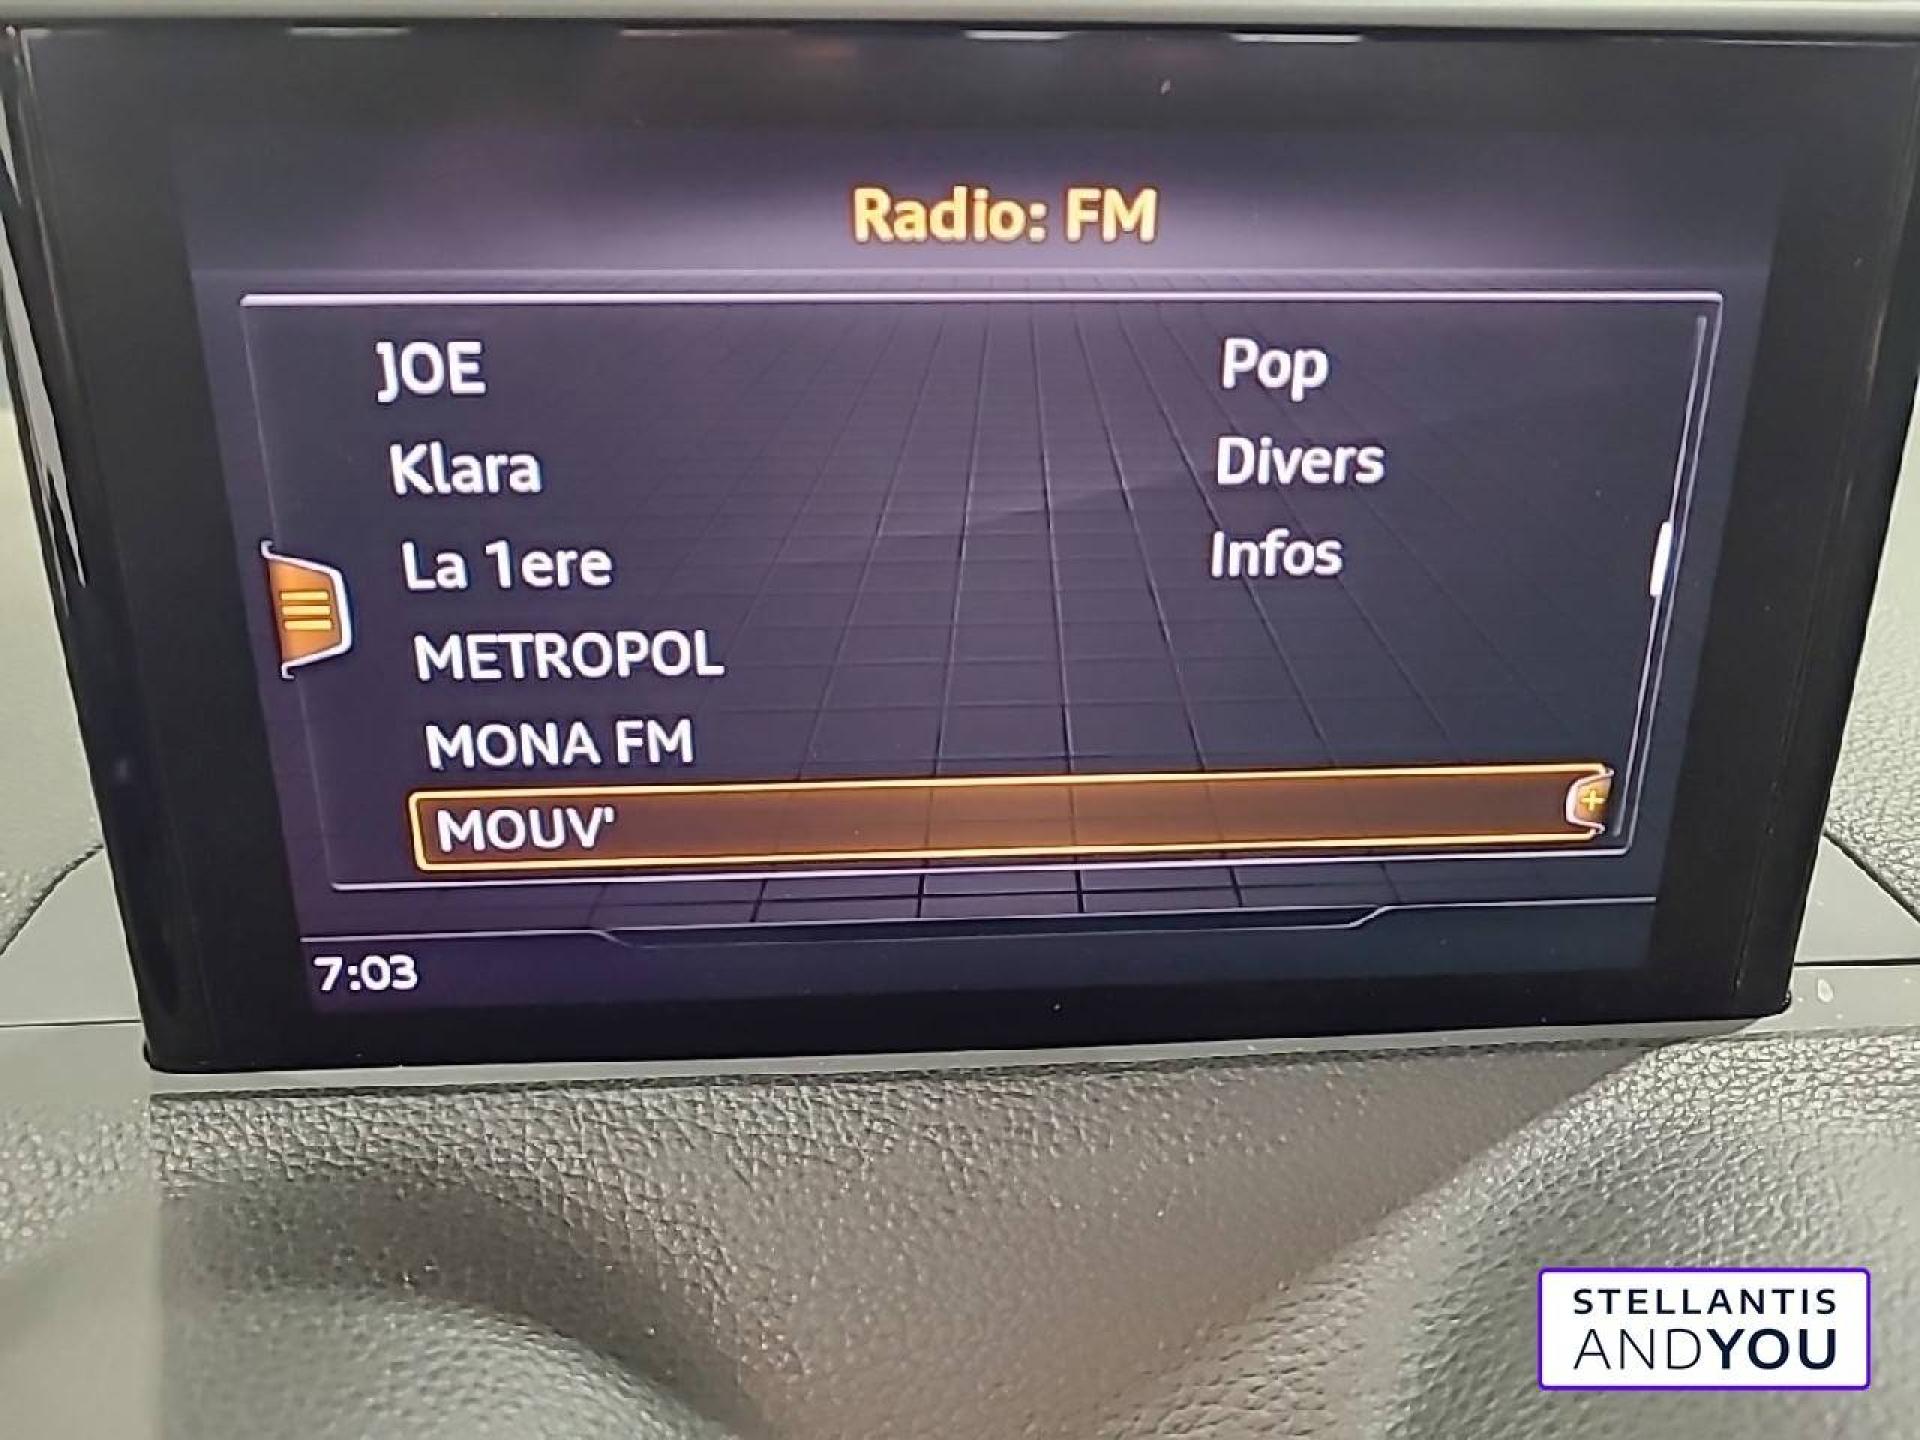 Radio: FM
JOE Pop
Klara Divers
La 1ere Infos
METROPOL
MONA FM
MOUV'
7:03
STELLANTIS
ANDYOU